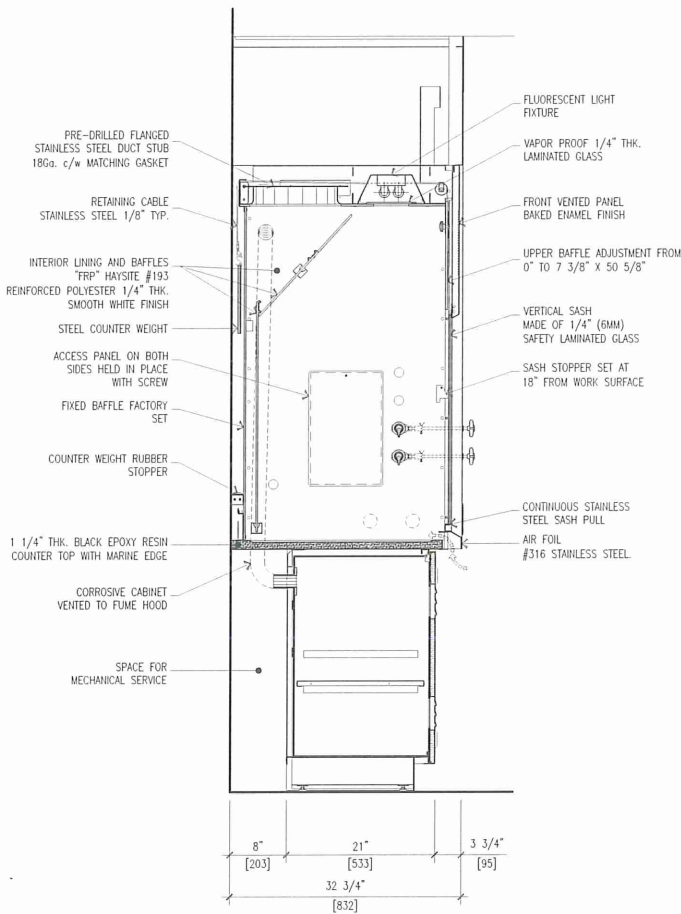 PRE-DRILLED FLANGED
STAINLESS STEEL DUCT STUB
18Ga. c/w MATCHING GASKET
RETAINING CABLE
STAINLESS STEEL 1/8" TYP.
INTERIOR LINING AND BAFFLES
"FRP" HAYSITE #193
REINFORCED POLYESTER 1/4" THK.
SMOOTH WHITE FINISH
STEEL COUNTER WEIGHT
ACCESS PANEL ON BOTH
SIDES HELD IN PLACE
WITH SCREW
FIXED BAFFLE FACTORY
SET
COUNTER WEIGHT RUBBER
STOPPER
1 1/4" THK. BLACK EPOXY RESIN
COUNTER TOP WITH MARINE EDGE
CORROSIVE CABINET
VENTED TO FUME HOOD
SPACE FOR
MECHANICAL SERVICE
FLUORESCENT LIGHT
FIXTURE
VAPOR PROOF 1/4" THK.
LAMINATED GLASS
FRONT VENTED PANEL
BAKED ENAMEL FINISH
UPPER BAFFLE ADJUSTMENT FROM
0" TO 7 3/8" X 50 5/8"
VERTICAL SASH
MADE OF 1/4" (6MM)
SAFETY LAMINATED GLASS
SASH STOPPER SET AT
18" FROM WORK SURFACE
CONTINUOUS STAINLESS
STEEL SASH PULL
AIR FOIL
#316 STAINLESS STEEL.
8" 21" 3 3/4"
[203] [533] [95]
32 3/4"
[832]